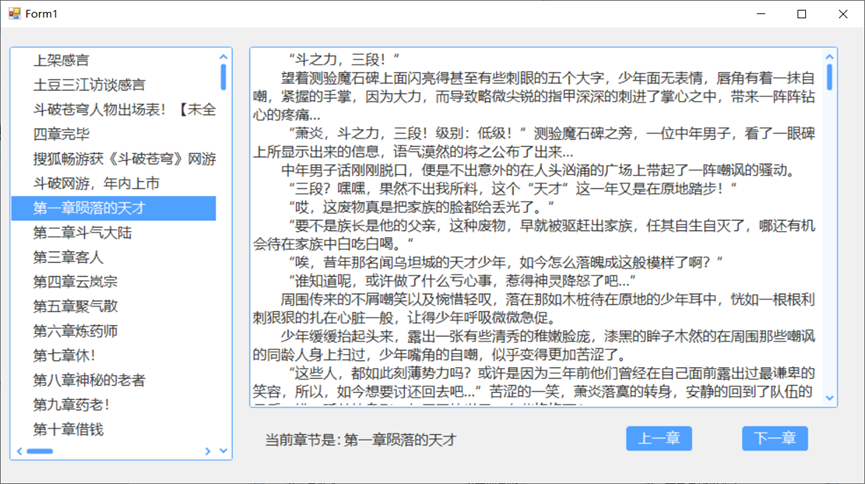 Form1
上架感言
土豆三江访谈感言
斗破苍穹人物出场表！【未全
四章完毕
搜狐畅游获《斗破苍穹》网游
斗破网游，年内上市
第一章陨落的天才
第二章斗气大陆
第三章客人
第四章云岚宗
第五章聚气散
第六章炼药师
第七章休！
第八章神秘的老者
第九章药老！
第十章借钱
“斗之力，三段！”
望着测验魔石碑上面闪亮得甚至有些刺眼的五个大字，少年面无表情，唇角有着一抹自
嘲，紧握的手掌，因为大力，而导致略微尖锐的指甲深深的刺进了掌心之中，带来一阵阵钻
心的疼痛...
“萧炎，斗之力，三段！级别：低级！”测验魔石碑之旁，一位中年男子，看了一眼碑
上所显示出来的信息，语气漠然的将之公布了出来...
中年男子话刚刚脱口，便是不出意外的在人头汹涌的广场上带起了一阵嘲讽的骚动。
“三段？嘿嘿，果然不出我所料，这个“天才”这一年又是在原地踏步！”
“哎，这废物真是把家族的脸都给丢光了。”
“要不是族长是他的父亲，这种废物，早就被驱赶出家族，任其自生自灭了，哪还有机
会待在家族中白吃白喝。”
“唉，昔年那名闻乌坦城的天才少年，如今怎么落魄成这般模样了啊？”
“谁知道呢，或许做了什么亏心事，惹得神灵降怒了吧...”
周围传来的不屑嘲笑以及惋惜轻叹，落在那如木桩待在原地的少年耳中，恍如一根根利
刺狠狠的扎在心脏一般，让得少年呼吸微微急促。
少年缓缓抬起头来，露出一张有些清秀的稚嫩脸庞，漆黑的眸子木然的在周围那些嘲讽
的同龄人身上扫过，少年嘴角的自嘲，似乎变得更加苦涩了。
“这些人，都如此刻薄势力吗？或许是因为三年前他们曾经在自己面前露出过最谦卑的
笑容，所以，如今想要讨还回去吧...”苦涩的一笑，萧炎落寞的转身，安静的回到了队伍的
当前章节是：第一章陨落的天才
上一章
下一章